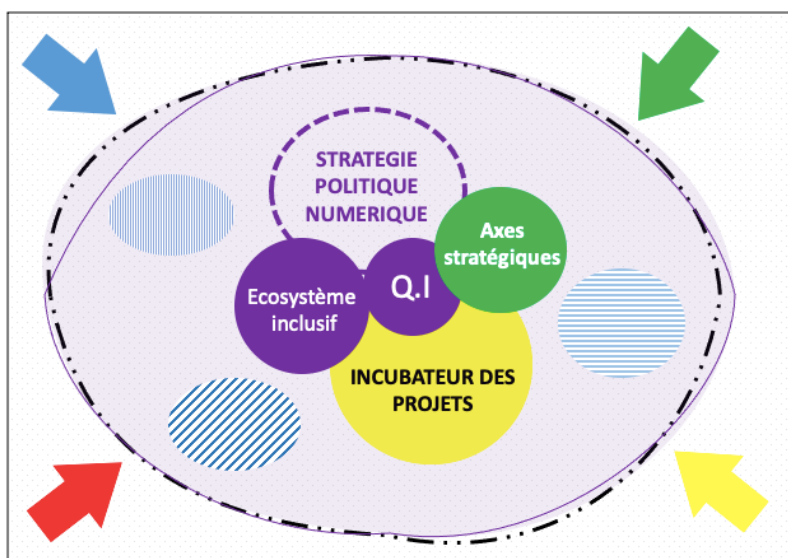 STRATEGIE
POLITIQUE
NUMERIQUE
Axes
stratégiques
Q.I
Ecosystème
inclusif
INCUBATEUR DES
PROJETS